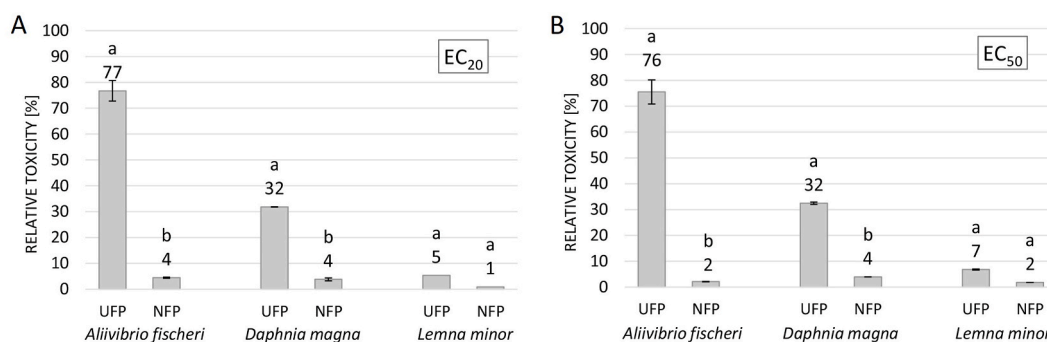 A
EC20
RELATIVE TOXICITY [%]
100
90
80
70
60
50
40
30
20
10
0
a
77
b
4
a
32
b
4
a
5
a
1
UFP NFP UFP NFP UFP NFP
Aliivibrio fischeri Daphnia magna Lemna minor
B
EC50
RELATIVE TOXICITY [%]
100
90
80
70
60
50
40
30
20
10
0
a
76
b
2
a
32
b
4
a
7
a
2
UFP NFP UFP NFP UFP NFP
Aliivibrio fischeri Daphnia magna Lemna minor